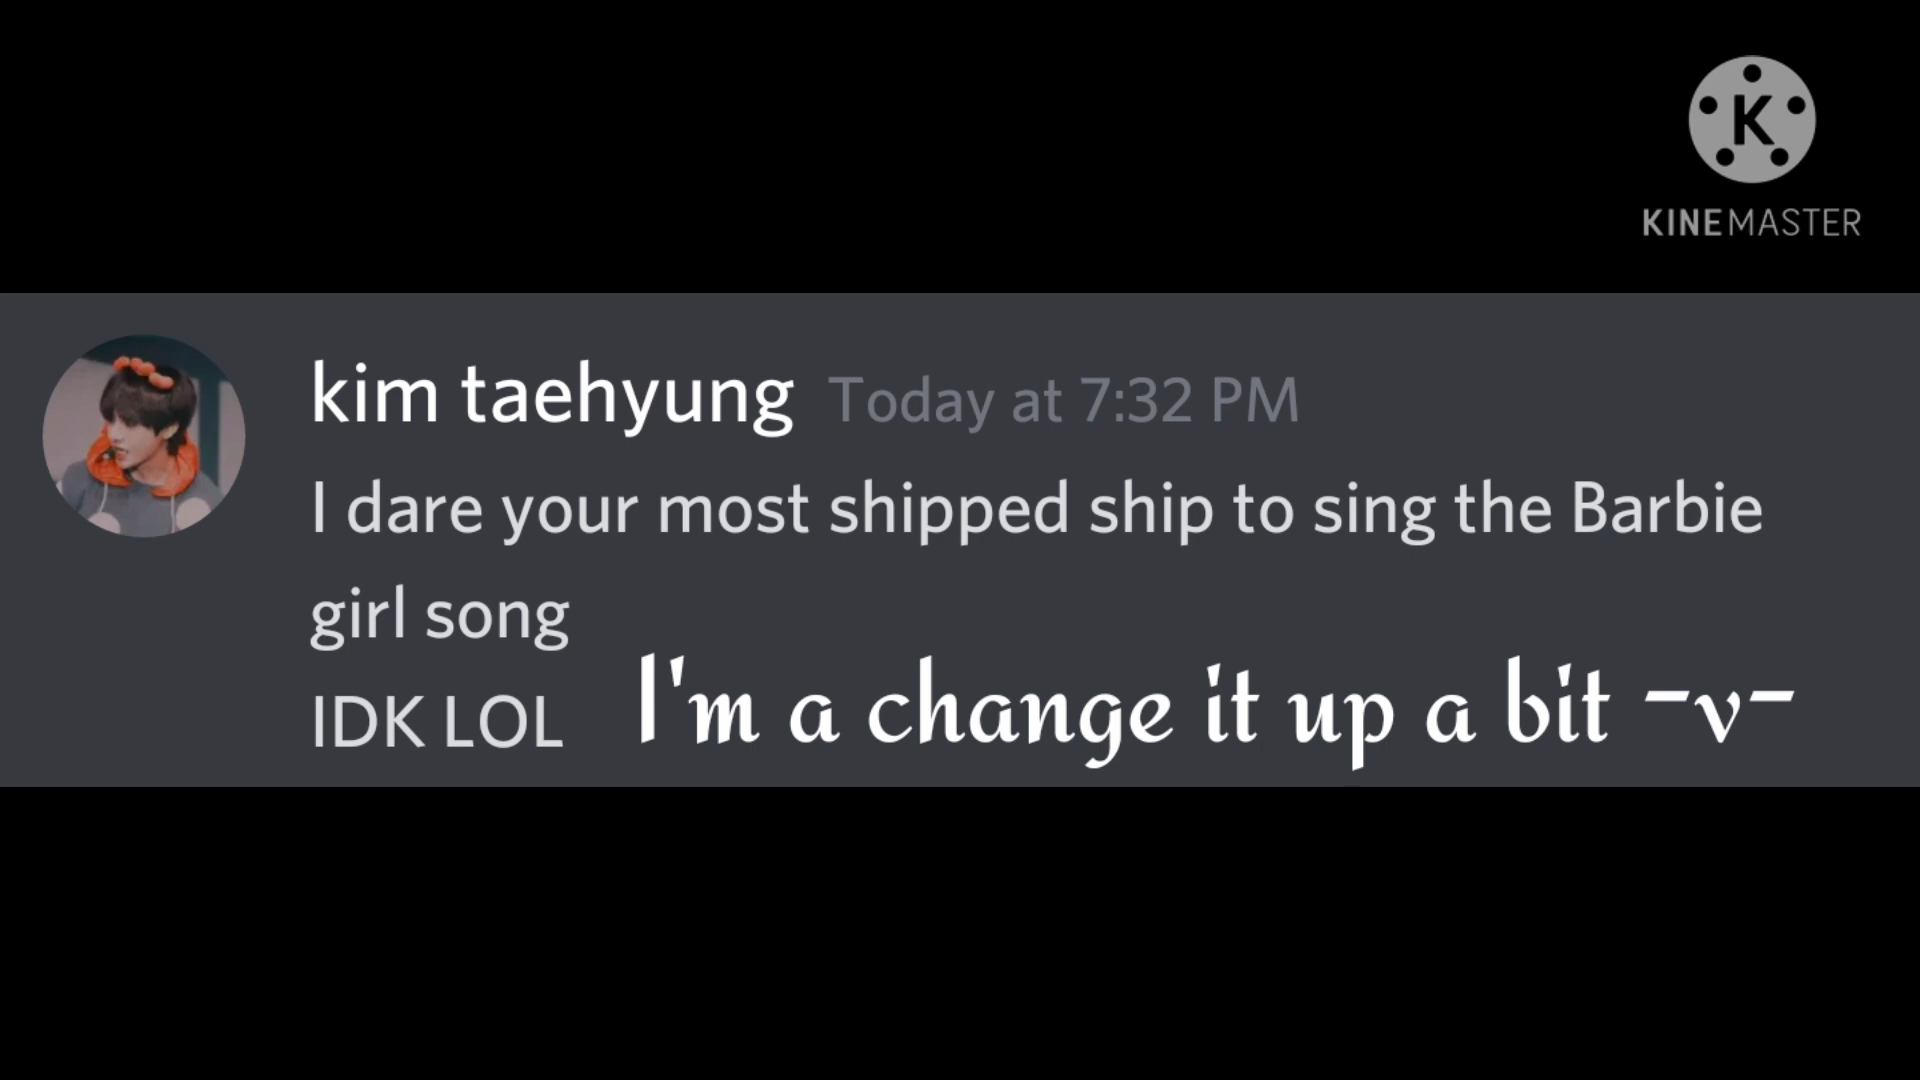 K
KINEMASTER
kim taehyung Today at 7:32 PM
I dare your most shipped ship to sing the Barbie
girl song
IDK LOL I'm a change it up a bit -v-